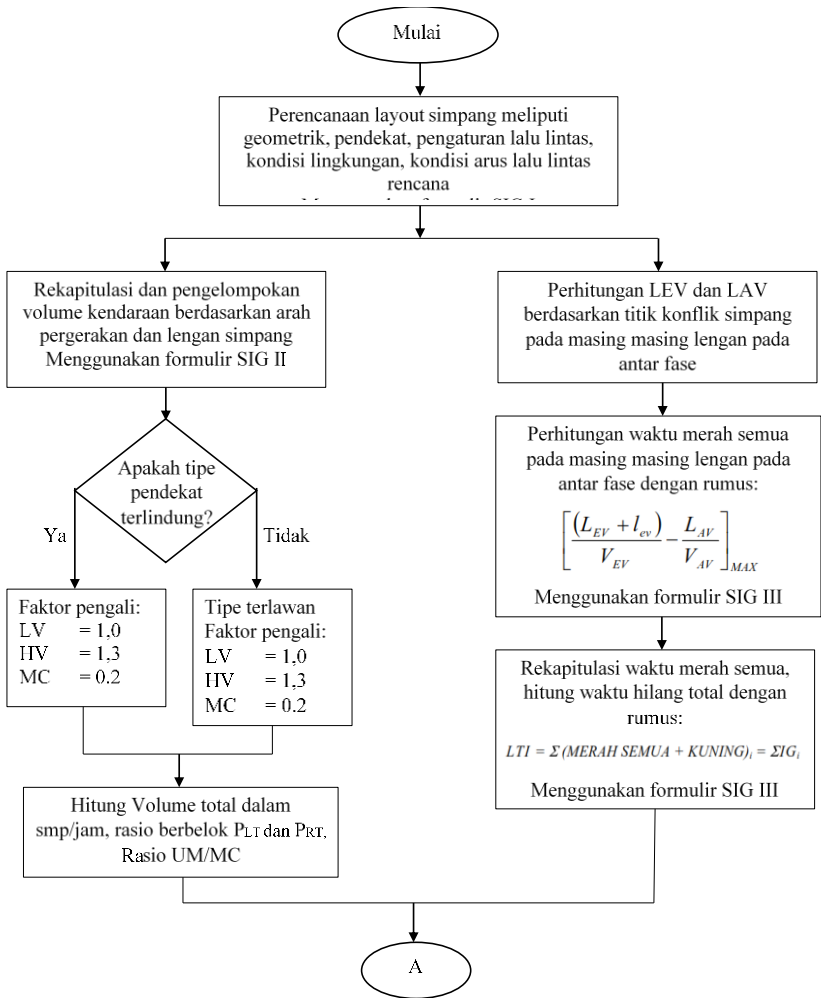 Mulai
Perencanaan layout simpang meliputi
geometrik, pendekat, pengaturan lalu lintas,
kondisi lingkungan, kondisi arus lalu lintas
rencana
Rekapitulasi dan pengelompokan
volume kendaraan berdasarkan arah
pergerakan dan lengan simpang
Menggunakan formulir SIG II
Apakah tipe
pendekat
terlindung?
Ya
Tidak
Faktor pengali:
LV = 1,0
HV = 1,3
MC = 0.2
Tipe terlawan
Faktor pengali:
LV = 1,0
HV = 1,3
MC = 0.2
Hitung Volume total dalam
smp/jam, rasio berbelok PLT dan PRT,
Rasio UM/MC
Perhitungan LEV dan LAV
berdasarkan titik konflik simpang
pada masing masing lengan pada
antar fase
Perhitungan waktu merah semua
pada masing masing lengan pada
antar fase dengan rumus:
[(L_EV + l_ev) / V_EV − L_AV / V_AV]_MAX
Menggunakan formulir SIG III
Rekapitulasi waktu merah semua,
hitung waktu hilang total dengan
rumus:
LTI = Σ (MERAH SEMUA + KUNING)i = ΣIGi
Menggunakan formulir SIG III
A